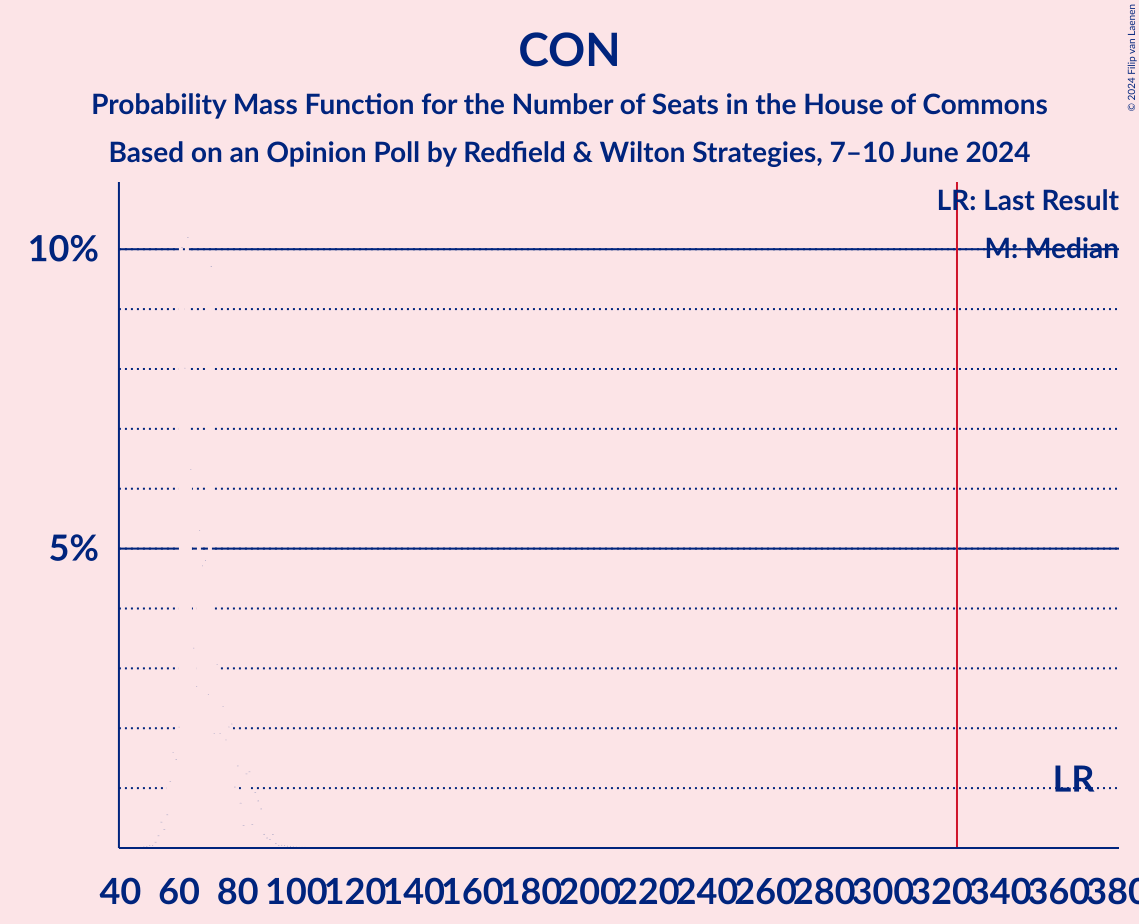 CON
Probability Mass Function for the Number of Seats in the House of Commons
Based on an Opinion Poll by Redfield & Wilton Strategies, 7–10 June 2024
© 2024 Filip van Laenen
LR: Last Result
M: Median
10%
5%
LR
40 60 80 100 120 140 160 180 200 220 240 260 280 300 320 340 360 380